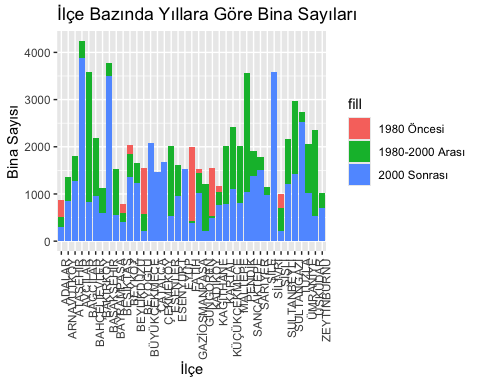 İlçe Bazında Yıllara Göre Bina Sayıları
Bina Sayısı
4000
3000
2000
1000
0
ADALAR
ARNAVUTKÖY
ATAŞEHİR
AVCILAR
BAĞCILAR
BAHÇELİEVLER
BAKIRKÖY
BAŞAKŞEHİR
BAYRAMPAŞA
BEŞİKTAŞ
BEYKOZ
BEYLİKDÜZÜ
BEYOĞLU
BÜYÜKÇEKMECE
ÇATALCA
ÇEKMEKÖY
ESENLER
ESENYURT
EYÜP
FATİH
GAZİOSMANPAŞA
GÜNGÖREN
KADIKÖY
KAĞITHANE
KARTAL
KÜÇÜKÇEKMECE
MALTEPE
PENDİK
SANCAKTEPE
SARIYER
ŞİLE
SİLİVRİ
ŞİŞLİ
SULTANBEYLİ
SULTANGAZİ
TUZLA
ÜMRANİYE
ÜSKÜDAR
ZEYTİNBURNU
İlçe
fill
1980 Öncesi
1980-2000 Arası
2000 Sonrası